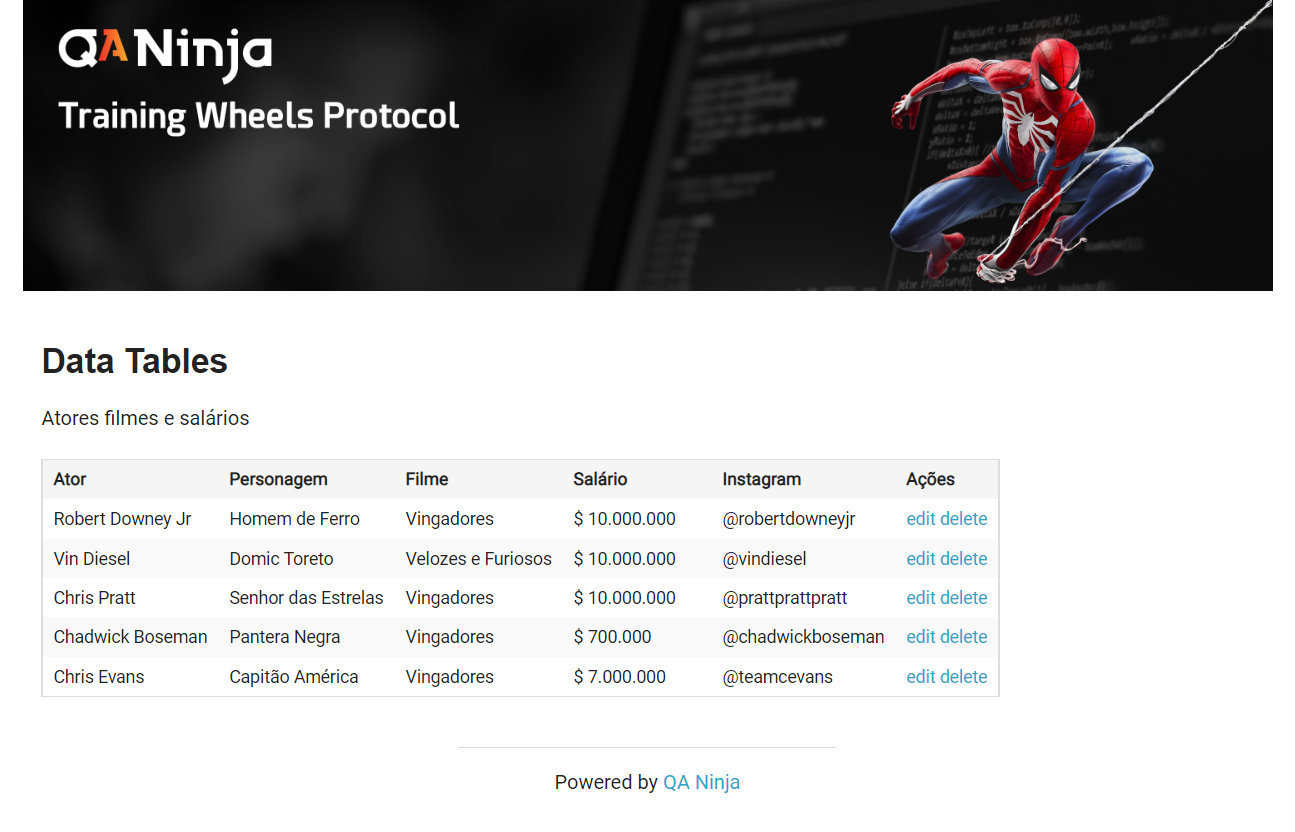 QA Ninja
Training Wheels Protocol
Data Tables
Atores filmes e salários
Ator Personagem Filme Salário Instagram Ações
Robert Downey Jr Homem de Ferro Vingadores $ 10.000.000 @robertdowneyjr edit delete
Vin Diesel Domic Toreto Velozes e Furiosos $ 10.000.000 @vindiesel edit delete
Chris Pratt Senhor das Estrelas Vingadores $ 10.000.000 @prattprattpratt edit delete
Chadwick Boseman Pantera Negra Vingadores $ 700.000 @chadwickboseman edit delete
Chris Evans Capitão América Vingadores $ 7.000.000 @teamcevans edit delete
Powered by QA Ninja